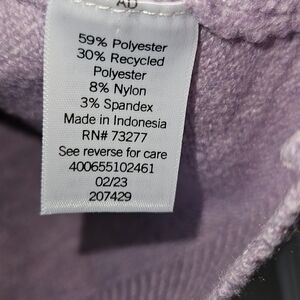 AD
59% Polyester
30% Recycled
Polyester
8% Nylon
3% Spandex
Made in Indonesia
RN# 73277
See reverse for care
400655102461
02/23
207429